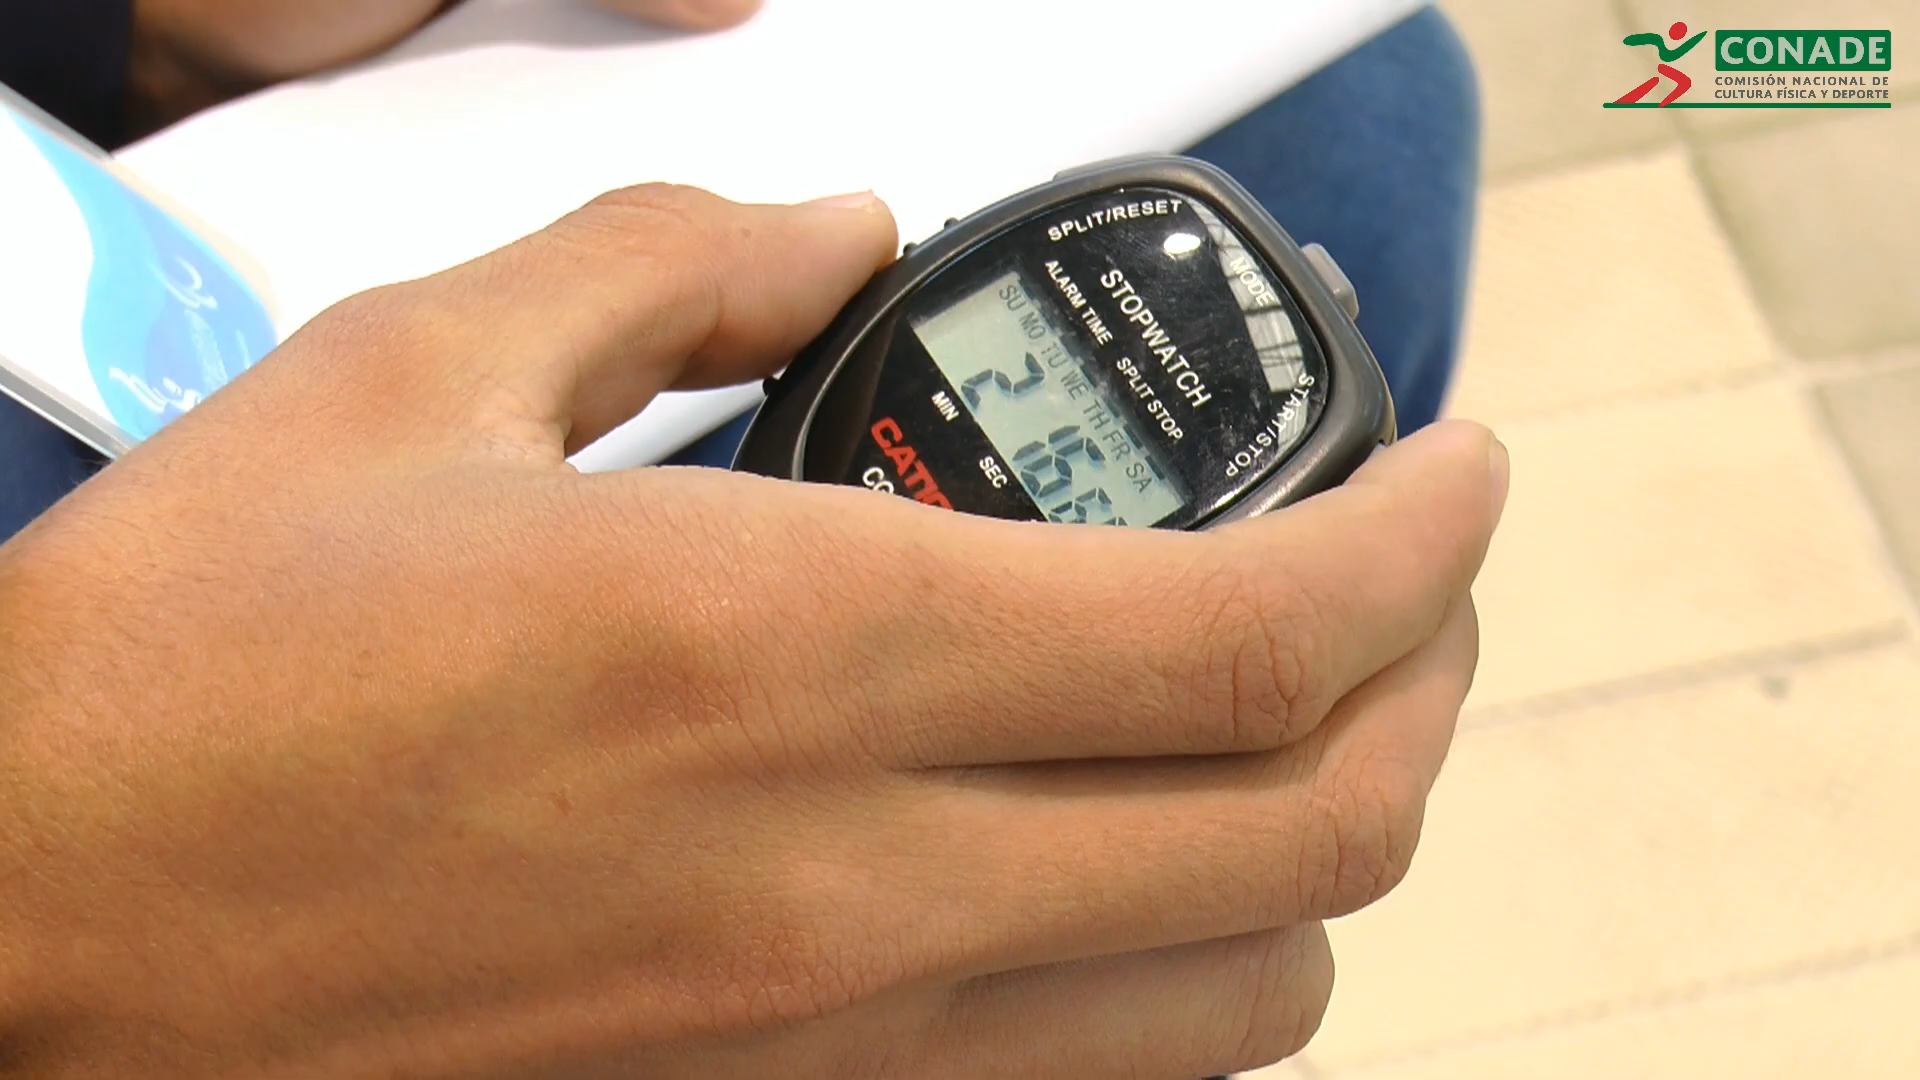 CONADE
COMISIÓN NACIONAL DE
CULTURA FÍSICA Y DEPORTE
SPLIT/RESET
MODE
START/STOP
STOPWATCH
ALARM TIME SPLIT STOP
SU MO TU WE TH FR SA
2
MIN SEC